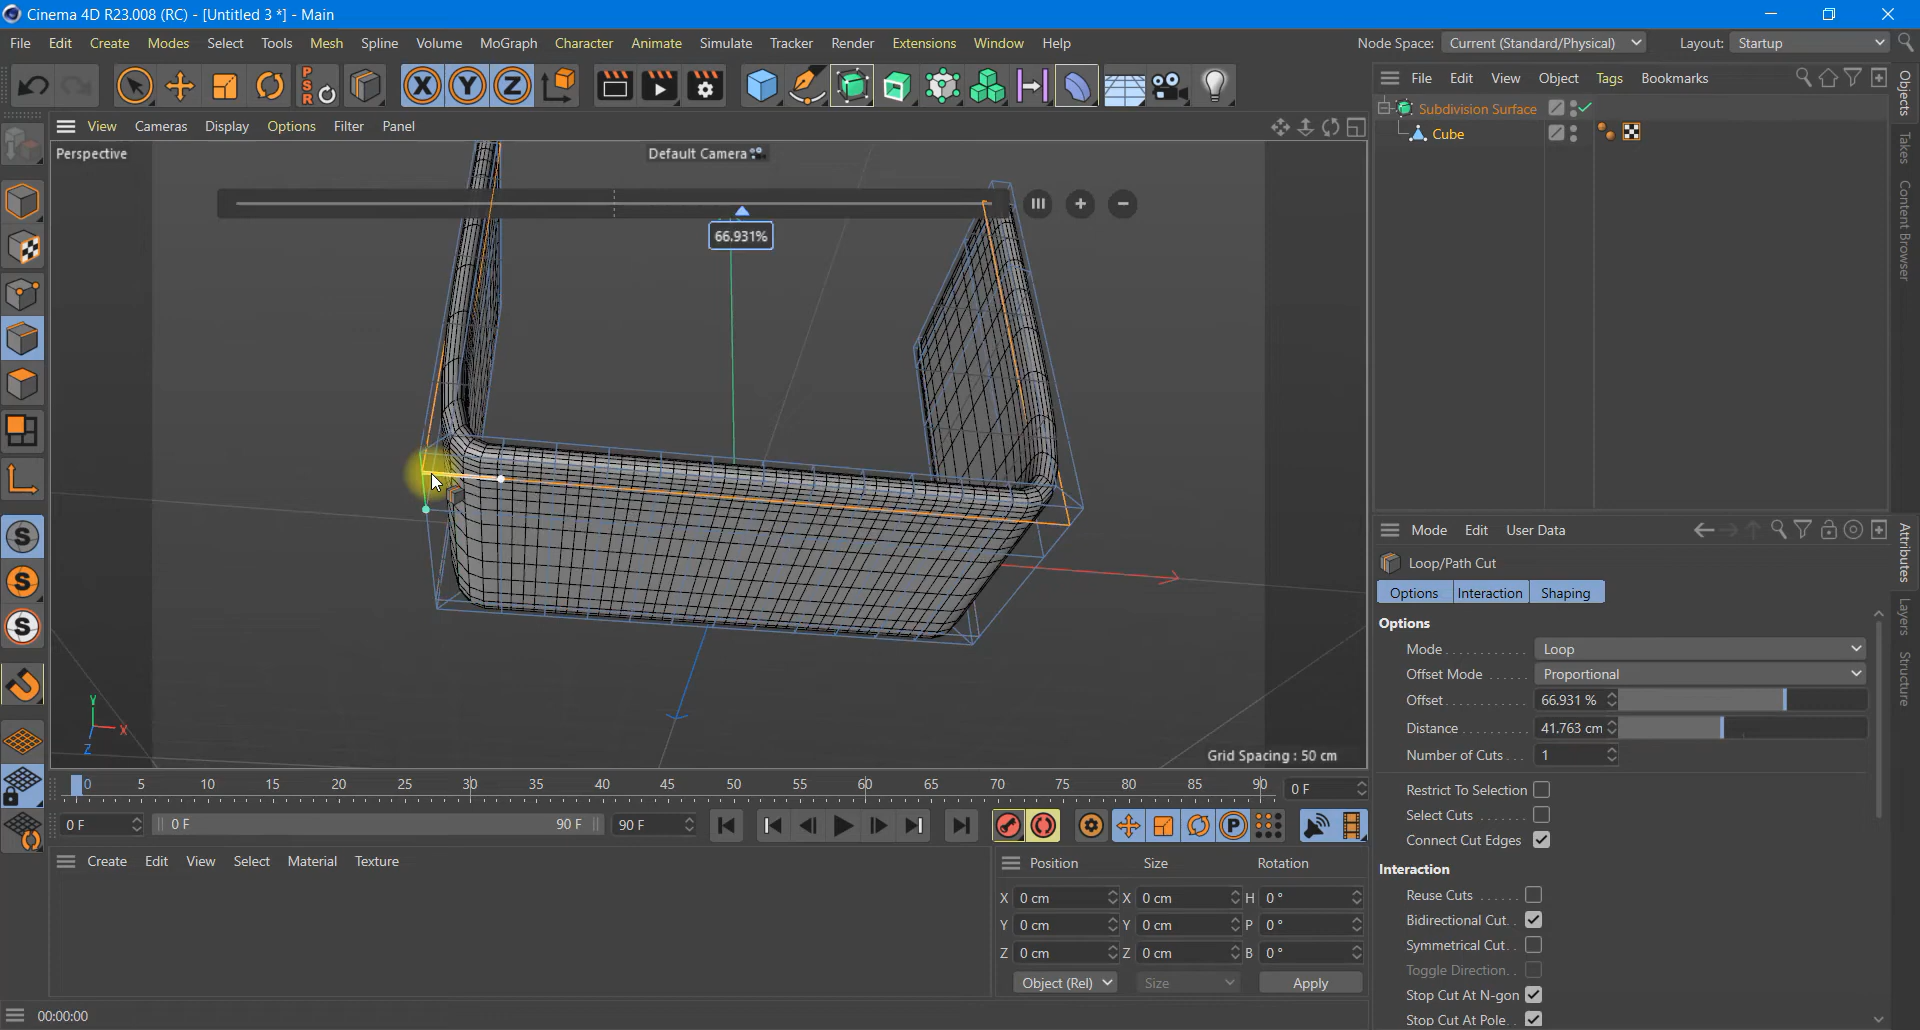 Cinema 4D R23.008 (RC) - [Untitled 3 *] - Main
File Edit Create Modes Select Tools Mesh Spline Volume MoGraph Character Animate Simulate Tracker Render Extensions Window Help
Node Space: Current (Standard/Physical) Layout: Startup
P
S
R
X Y Z
File Edit View Object Tags Bookmarks
Subdivision Surface
Cube
View Cameras Display Options Filter Panel
Perspective
Default Camera
66.931%
Y
X
Z
Grid Spacing : 50 cm
S
S
S
Objects
Takes
Content Browser
Mode Edit User Data
Loop/Path Cut
Options Interaction Shaping
Options
Mode Loop
Offset Mode Proportional
Offset 66.931 %
Distance 41.763 cm
Number of Cuts 1
Restrict To Selection
Select Cuts
Connect Cut Edges
Interaction
Reuse Cuts
Bidirectional Cut
Symmetrical Cut
Toggle Direction
Stop Cut At N-gon
Stop Cut At Pole
Attributes
Layers
Structure
0 5 10 15 20 25 30 35 40 45 50 55 60 65 70 75 80 85 90 0 F
0 F 0 F 90 F 90 F
P
Create Edit View Select Material Texture
Position Size Rotation
X 0 cm X 0 cm H 0 °
Y 0 cm Y 0 cm P 0 °
Z 0 cm Z 0 cm B 0 °
Object (Rel) Size Apply
00:00:00